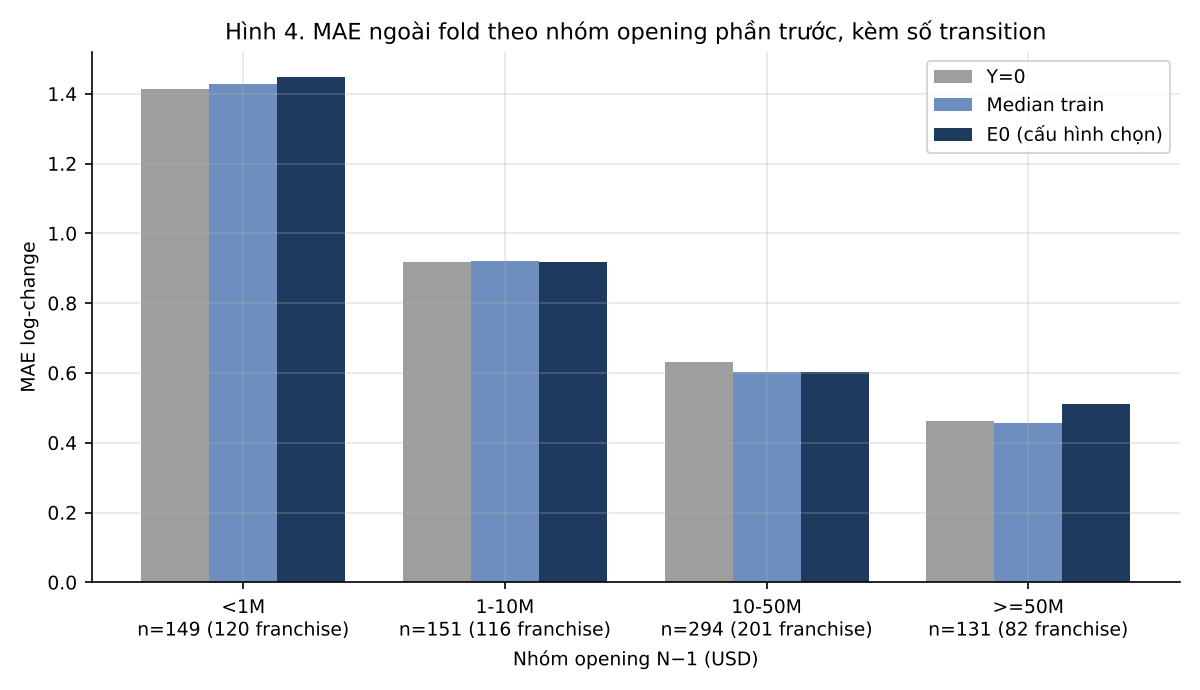 Hình 4. MAE ngoài fold theo nhóm opening phần trước, kèm số transition
Y=0
Median train
E0 (cấu hình chọn)
MAE log-change
1.4
1.2
1.0
0.8
0.6
0.4
0.2
0.0
<1M
n=149 (120 franchise)
1-10M
n=151 (116 franchise)
10-50M
n=294 (201 franchise)
>=50M
n=131 (82 franchise)
Nhóm opening N−1 (USD)